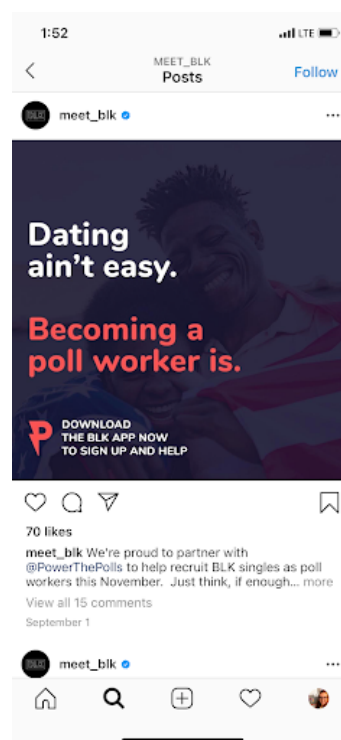 1:52
LTE
MEET_BLK
Posts
Follow
BLK
meet_blk
Dating
ain't easy.
Becoming a
poll worker is.
DOWNLOAD
THE BLK APP NOW
TO SIGN UP AND HELP
70 likes
meet_blk We're proud to partner with
@PowerThePolls to help recruit BLK singles as poll
workers this November.  Just think, if enough... more
View all 15 comments
September 1
BLK
meet_blk